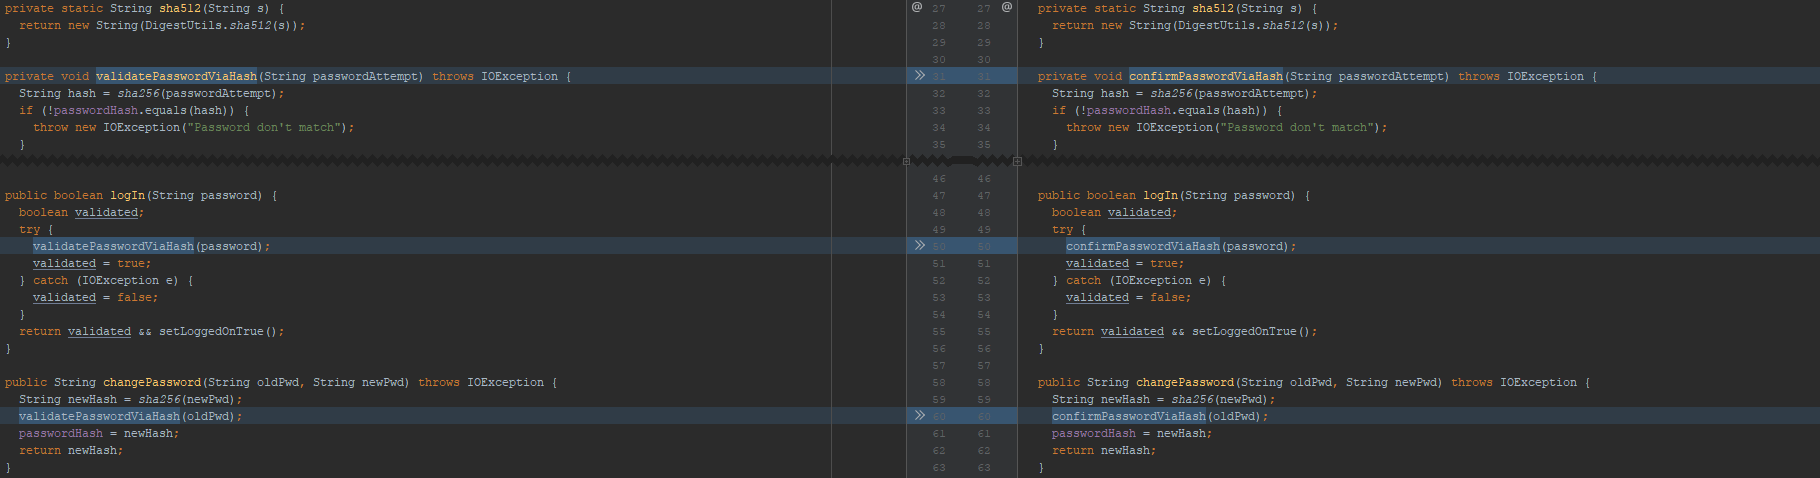 private static String sha512(String s) {
return new String(DigestUtils.sha512(s));
}
private void validatePasswordViaHash(String passwordAttempt) throws IOException {
String hash = sha256(passwordAttempt);
if (!passwordHash.equals(hash)) {
throw new IOException("Password don't match");
}
public boolean logIn(String password) {
boolean validated;
try {
validatePasswordViaHash(password);
validated = true;
} catch (IOException e) {
validated = false;
}
return validated && setLoggedOnTrue();
}
public String changePassword(String oldPwd, String newPwd) throws IOException {
String newHash = sha256(newPwd);
validatePasswordViaHash(oldPwd);
passwordHash = newHash;
return newHash;
}
@ 27 27 @
28 28
29 29
30 30
» 31 31
32 32
33 33
34 34
35 35
46 46
47 47
48 48
49 49
» 50 50
51 51
52 52
53 53
54 54
55 55
56 56
57 57
58 58
59 59
» 60 60
61 61
62 62
63 63
private static String sha512(String s) {
return new String(DigestUtils.sha512(s));
}
private void confirmPasswordViaHash(String passwordAttempt) throws IOException {
String hash = sha256(passwordAttempt);
if (!passwordHash.equals(hash)) {
throw new IOException("Password don't match");
}
public boolean logIn(String password) {
boolean validated;
try {
confirmPasswordViaHash(password);
validated = true;
} catch (IOException e) {
validated = false;
}
return validated && setLoggedOnTrue();
}
public String changePassword(String oldPwd, String newPwd) throws IOException {
String newHash = sha256(newPwd);
confirmPasswordViaHash(oldPwd);
passwordHash = newHash;
return newHash;
}